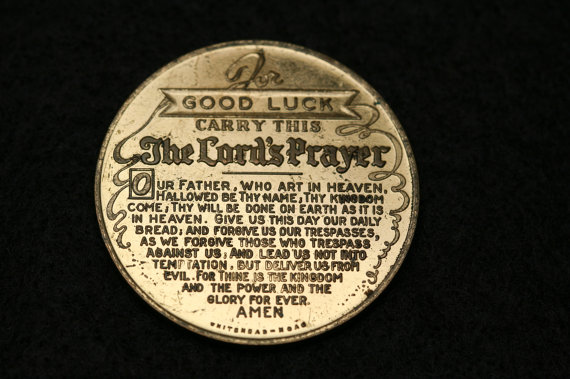 For
GOOD LUCK
CARRY THIS
The Lord's Prayer
OUR FATHER, WHO ART IN HEAVEN,
HALLOWED BE THY NAME; THY KINGDOM
COME; THY WILL BE DONE ON EARTH AS IT IS
IN HEAVEN. GIVE US THIS DAY OUR DAILY
BREAD; AND FORGIVE US OUR TRESPASSES,
AS WE FORGIVE THOSE WHO TRESPASS
AGAINST US; AND LEAD US NOT INTO
TEMPTATION, BUT DELIVER US FROM
EVIL. FOR THINE IS THE KINGDOM
AND THE POWER AND THE
GLORY FOR EVER.
AMEN
WHITEHEAD-HOAG